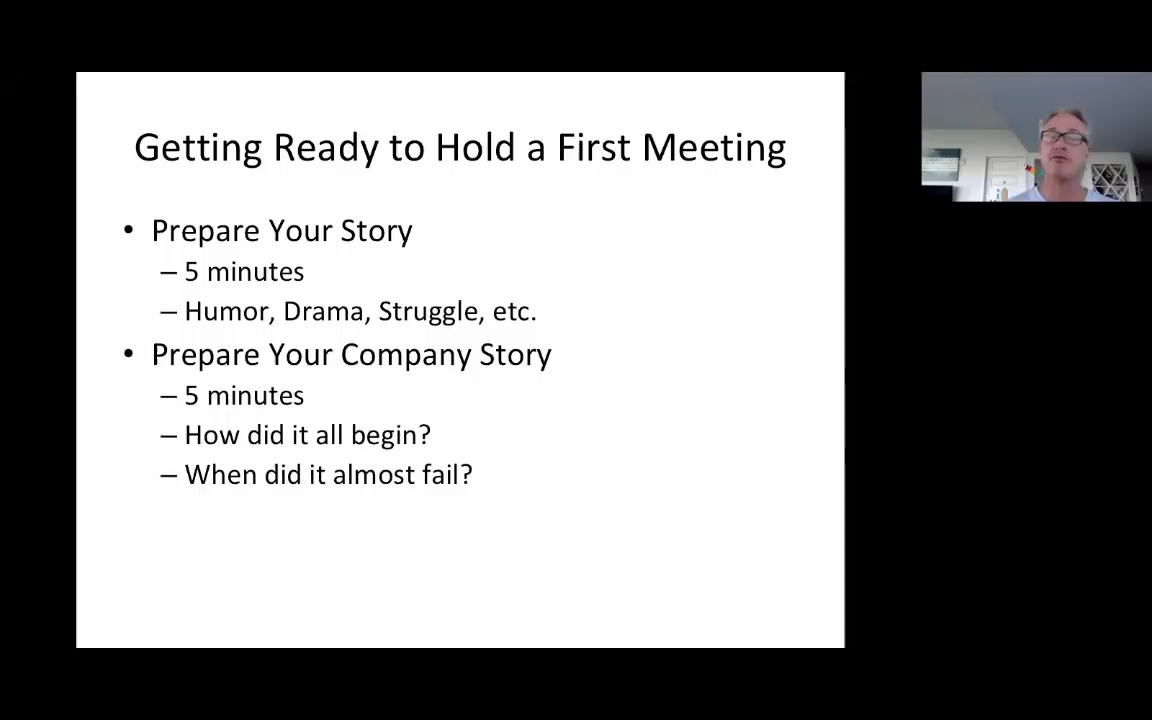 Getting Ready to Hold a First Meeting
• Prepare Your Story
– 5 minutes
– Humor, Drama, Struggle, etc.
• Prepare Your Company Story
– 5 minutes
– How did it all begin?
– When did it almost fail?